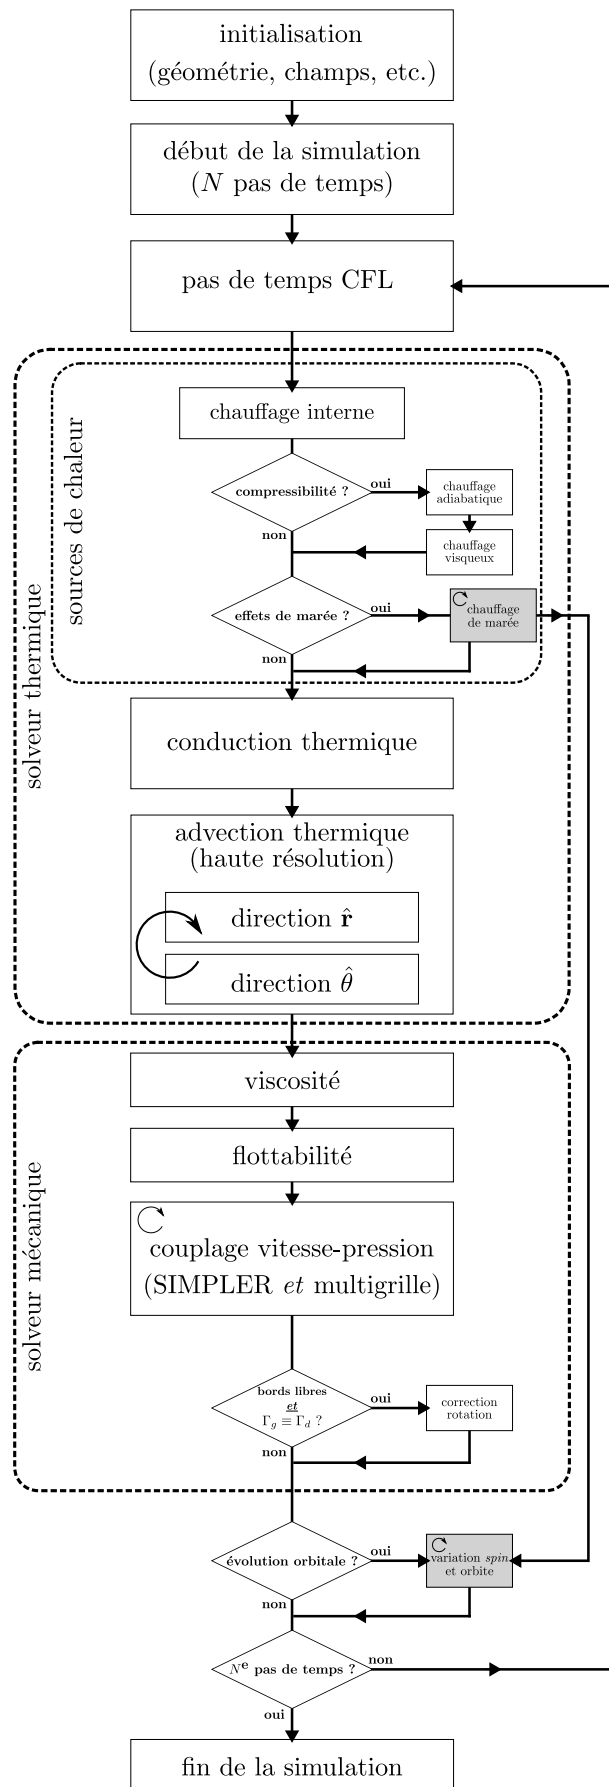 initialisation
(géométrie, champs, etc.)
début de la simulation
(N pas de temps)
pas de temps CFL
solveur thermique
sources de chaleur
chauffage interne
compressibilité ?
oui
chauffage
adiabatique
non
chauffage
visqueux
effets de marée ?
oui
chauffage
de marée
non
conduction thermique
advection thermique
(haute résolution)
direction r̂
direction θ̂
solveur mécanique
viscosité
flottabilité
couplage vitesse-pression
(SIMPLER et multigrille)
bords libres
et
Γg ≡ Γd ?
oui
correction
rotation
non
évolution orbitale ?
oui
variation spin
et orbite
non
Nᵉ pas de temps ?
non
oui
fin de la simulation